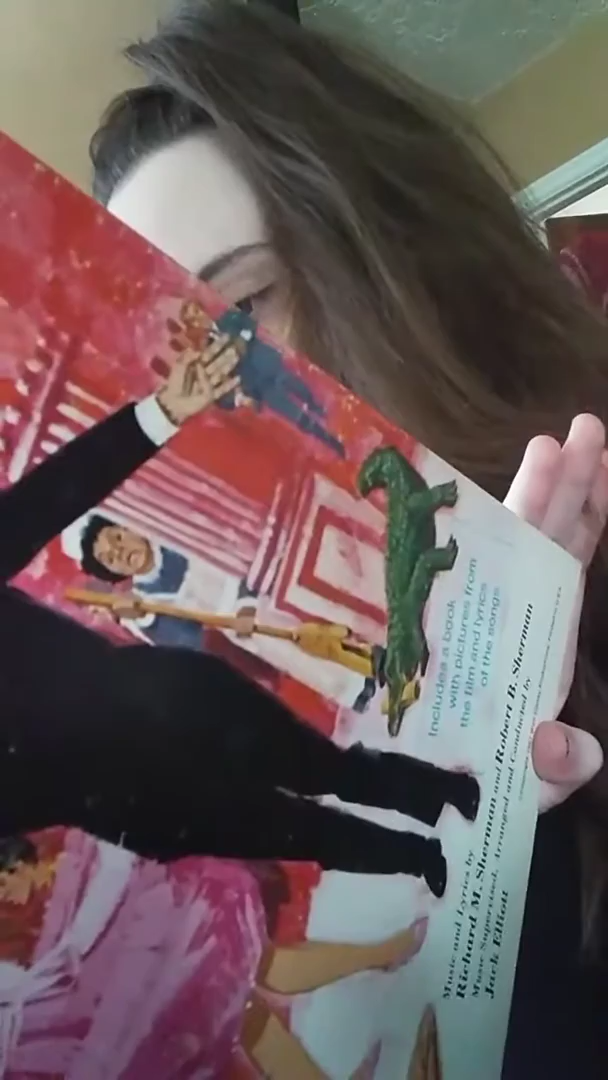 Includes a book
with pictures from
the film and lyrics
of the songs
Music and Lyrics by
Richard M. Sherman and Robert B. Sherman
Music Supervised, Arranged and Conducted by
Jack Elliott